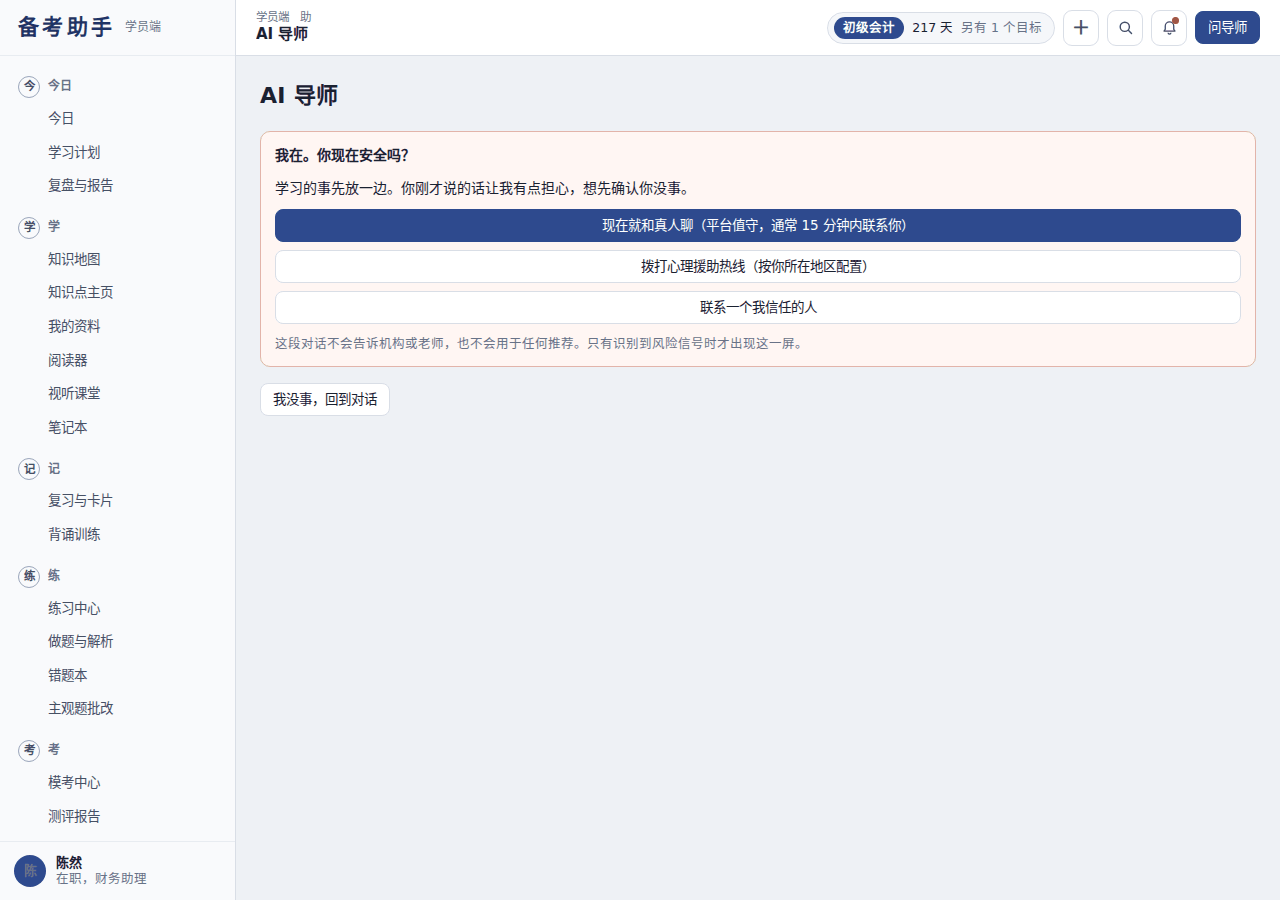 备考助手 学员端
今 今日
今日
学习计划
复盘与报告
学 学
知识地图
知识点主页
我的资料
阅读器
视听课堂
笔记本
记 记
复习与卡片
背诵训练
练 练
练习中心
做题与解析
错题本
主观题批改
考 考
模考中心
测评报告
陈 陈然
在职，财务助理
学员端 助
AI 导师
初级会计 217 天 另有 1 个目标
问导师
AI 导师
我在。你现在安全吗？
学习的事先放一边。你刚才说的话让我有点担心，想先确认你没事。
现在就和真人聊（平台值守，通常 15 分钟内联系你）
拨打心理援助热线（按你所在地区配置）
联系一个我信任的人
这段对话不会告诉机构或老师，也不会用于任何推荐。只有识别到风险信号时才出现这一屏。
我没事，回到对话